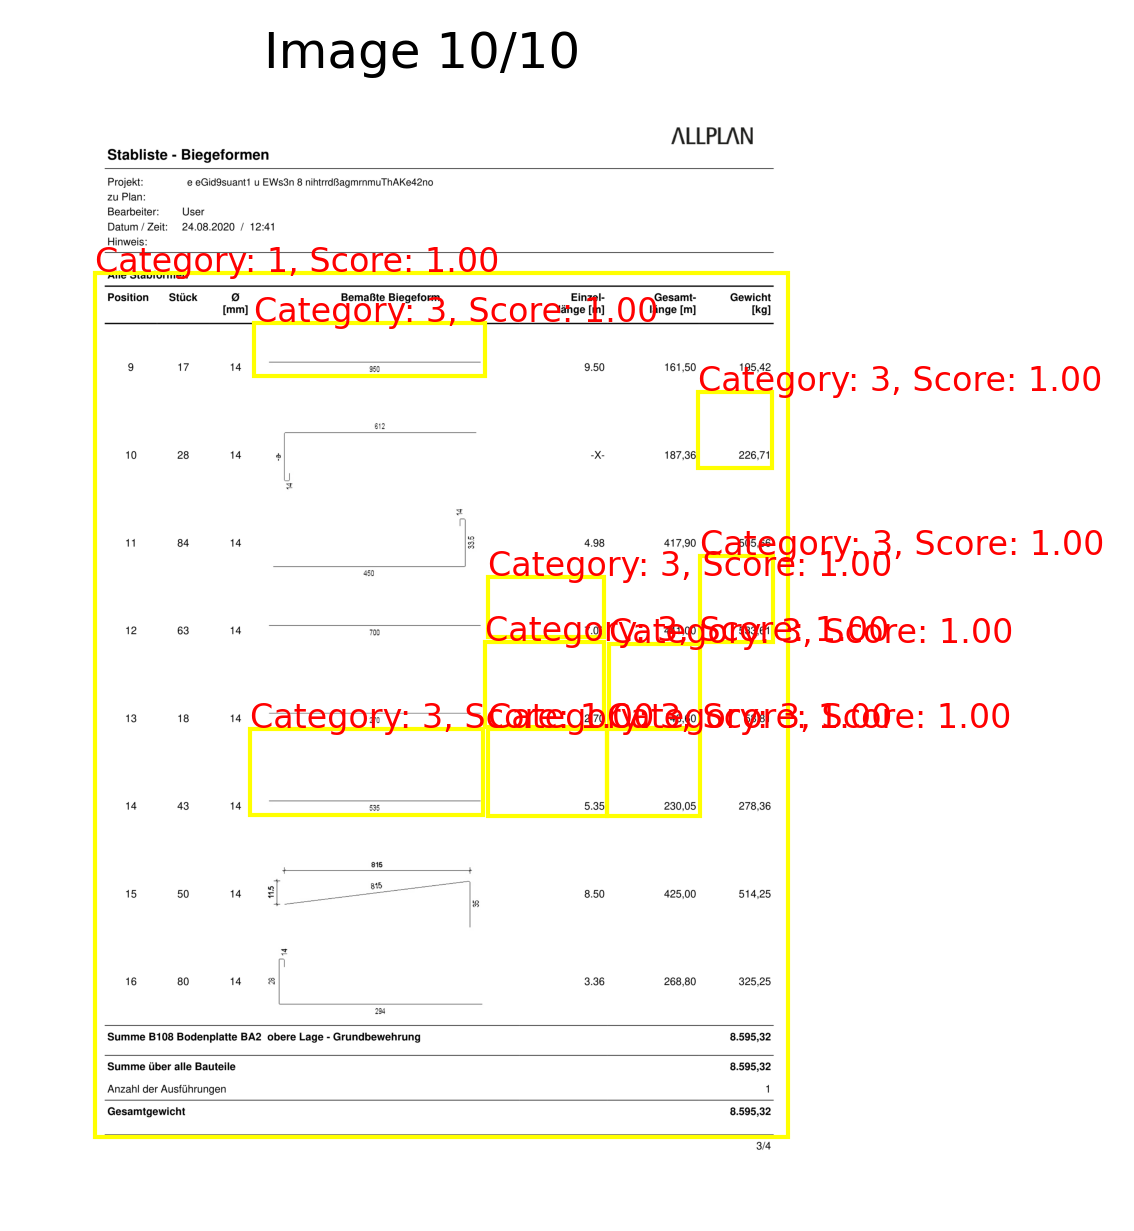 Image 10/10
ALLPLAN
Stabliste - Biegeformen
Projekt: e eGid9suant1 u EWs3n 8 nihtrrdßagmrnmuThAKe42no
zu Plan:
Bearbeiter: User
Datum / Zeit: 24.08.2020 / 12:41
Hinweis:
Category: 1, Score: 1.00
Alle Stabformen
Position Stück Ø [mm] Bemaßte Biegeform Einzel-länge [m] Gesamt-länge [m] Gewicht [kg]
Category: 3, Score: 1.00
9 17 14 950 9.50 161,50 195,42
Category: 3, Score: 1.00
612
10 28 14 -X- 187,36 226,71
14
14
11 84 14 33.5 4.98 417,90
450
Category: 3, Score: 1.00
Category: 3, Score: 1.00
12 63 14 700
Category: 3, Score: 1.00
Category: 3, Score: 1.00
13 18 14 2.70
Category: 3, Score: 1.00
Category: 3, Score: 1.00
Category: 3, Score: 1.00
14 43 14 535 5.35 230,05 278,36
815
815
15 50 14 11.5 35 8.50 425,00 514,25
14
16 80 14 28 3.36 268,80 325,25
294
Summe B108 Bodenplatte BA2 obere Lage - Grundbewehrung 8.595,32
Summe über alle Bauteile 8.595,32
Anzahl der Ausführungen 1
Gesamtgewicht 8.595,32
3/4